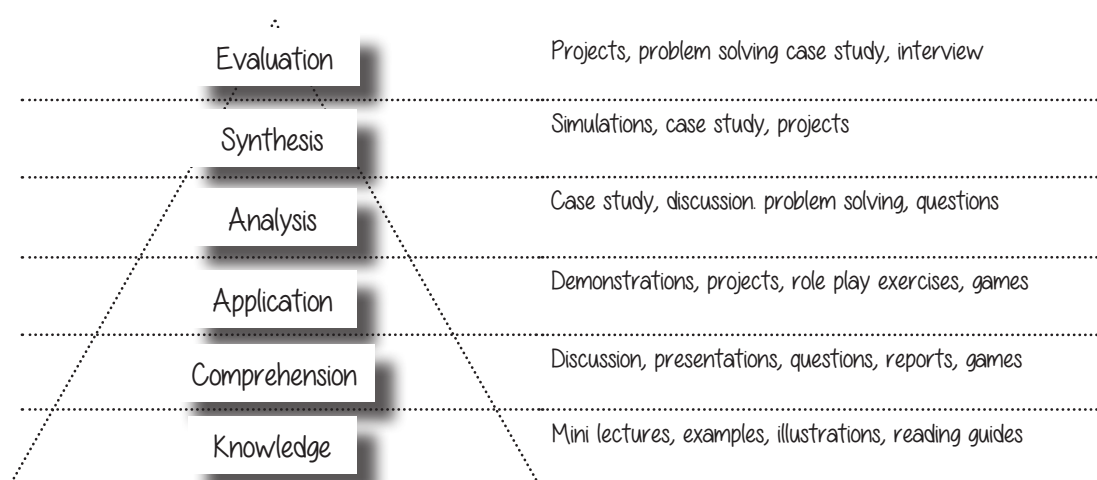 Evaluation
Projects, problem solving case study, interview
Synthesis
Simulations, case study, projects
Analysis
Case study, discussion. problem solving, questions
Application
Demonstrations, projects, role play exercises, games
Comprehension
Discussion, presentations, questions, reports, games
Knowledge
Mini lectures, examples, illustrations, reading guides